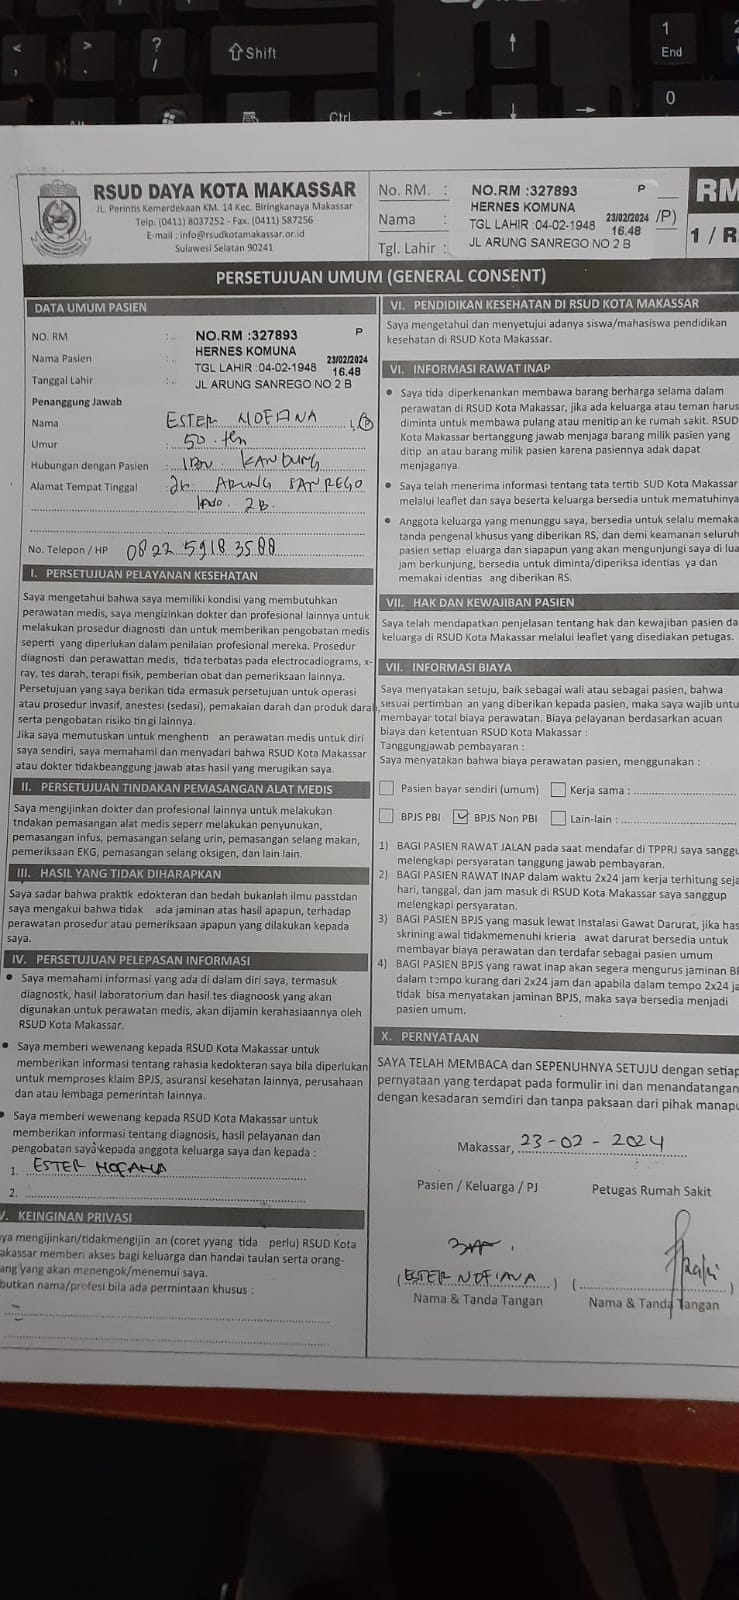 RSUD DAYA KOTA MAKASSAR
JL. Perintis Kemerdekaan KM. 14 Kec. Biringkanaya Makassar
Telp. (0411) 8037252 - Fax. (0411) 587256
E-mail : info@rsudkotamakassar.or.id
Sulawesi Selatan 90241
No. RM. :
Nama :
Tgl. Lahir :
NO.RM :327893 P
HERNES KOMUNA
TGL LAHIR :04-02-1948 23/02/2024 16.48
JL ARUNG SANREGO NO 2 B
/P)
RM
1 / R
PERSETUJUAN UMUM (GENERAL CONSENT)
DATA UMUM PASIEN
NO. RM :
Nama Pasien :
Tanggal Lahir :
NO.RM :327893 P
HERNES KOMUNA
TGL LAHIR :04-02-1948 23/02/2024 16.48
JL ARUNG SANREGO NO 2 B
Penanggung Jawab
Nama : ESTER NOFIANA
Umur : 50 thn
Hubungan dengan Pasien : KANDUNG
Alamat Tempat Tinggal : JL. ARUNG SANREGO
2B.
No. Telepon / HP 0822 5918 3588
I. PERSETUJUAN PELAYANAN KESEHATAN
Saya mengetahui bahwa saya memiliki kondisi yang membutuhkan
perawatan medis, saya mengizinkan dokter dan profesional lainnya untuk
melakukan prosedur diagnosti dan untuk memberikan pengobatan medis
seperti yang diperlukan dalam penilaian profesional mereka. Prosedur
diagnosti dan perawattan medis, tida terbatas pada electrocadiograms, x-
ray, tes darah, terapi fisik, pemberian obat dan pemeriksaan lainnya.
Persetujuan yang saya berikan tida ermasuk persetujuan untuk operasi
atau prosedur invasif, anestesi (sedasi), pemakaian darah dan produk darah,
serta pengobatan risiko tin gi lainnya.
Jika saya memutuskan untuk menghenti an perawatan medis untuk diri
saya sendiri, saya memahami dan menyadari bahwa RSUD Kota Makassar
atau dokter tidakbeanggung jawab atas hasil yang merugikan saya.
II. PERSETUJUAN TINDAKAN PEMASANGAN ALAT MEDIS
Saya mengijinkan dokter dan profesional lainnya untuk melakukan
tndakan pemasangan alat medis seperr melakukan penyunukan,
pemasangan infus, pemasangan selang urin, pemasangan selang makan,
pemeriksaan EKG, pemasangan selang oksigen, dan lain lain.
III. HASIL YANG TIDAK DIHARAPKAN
Saya sadar bahwa praktik edokteran dan bedah bukanlah ilmu passtdan
saya mengakui bahwa tidak ada jaminan atas hasil apapun, terhadap
perawatan prosedur atau pemeriksaan apapun yang dilakukan kepada
saya.
IV. PERSETUJUAN PELEPASAN INFORMASI
• Saya memahami informasi yang ada di dalam diri saya, termasuk
diagnostk, hasil laboratorium dan hasil tes diagnoosk yang akan
digunakan untuk perawatan medis, akan dijamin kerahasiaannya oleh
RSUD Kota Makassar.
• Saya memberi wewenang kepada RSUD Kota Makassar untuk
memberikan informasi tentang rahasia kedokteran saya bila diperlukan
untuk memproses klaim BPJS, asuransi kesehatan lainnya, perusahaan
dan atau lembaga pemerintah lainnya.
• Saya memberi wewenang kepada RSUD Kota Makassar untuk
memberikan informasi tentang diagnosis, hasil pelayanan dan
pengobatan saya kepada anggota keluarga saya dan kepada :
1. ESTER NOFIANA
2.
V. KEINGINAN PRIVASI
ya mengijinkan/tidakmengijin an (coret yyang tida perlu) RSUD Kota
akassar memberi akses bagi keluarga dan handai taulan serta orang-
ang yang akan menengok/menemui saya.
butkan nama/profesi bila ada permintaan khusus :
VI. PENDIDIKAN KESEHATAN DI RSUD KOTA MAKASSAR
Saya mengetahui dan menyetujui adanya siswa/mahasiswa pendidikan
kesehatan di RSUD Kota Makassar.
VI. INFORMASI RAWAT INAP
• Saya tida diperkenankan membawa barang berharga selama dalam
perawatan di RSUD Kota Makassar, jika ada keluarga atau teman harus
diminta untuk membawa pulang atau menitip an ke rumah sakit. RSUD
Kota Makassar bertanggung jawab menjaga barang milik pasien yang
ditip an atau barang milik pasien karena pasiennya adak dapat
menjaganya.
• Saya telah menerima informasi tentang tata tertib SUD Kota Makassar
melalui leaflet dan saya beserta keluarga bersedia untuk mematuhinya
• Anggota keluarga yang menunggu saya, bersedia untuk selalu memaka
tanda pengenal khusus yang diberikan RS, dan demi keamanan seluruh
pasien setiap eluarga dan siapapun yang akan mengunjungi saya di lua
jam berkunjung, bersedia untuk diminta/diperiksa identias ya dan
memakai identias ang diberikan RS.
VII. HAK DAN KEWAJIBAN PASIEN
Saya telah mendapatkan penjelasan tentang hak dan kewajiban pasien da
keluarga di RSUD Kota Makassar melalui leaflet yang disediakan petugas.
VII. INFORMASI BIAYA
Saya menyatakan setuju, baik sebagai wali atau sebagai pasien, bahwa
sesuai pertimban an yang diberikan kepada pasien, maka saya wajib untu
membayar total biaya perawatan. Biaya pelayanan berdasarkan acuan
biaya dan ketentuan RSUD Kota Makassar :
Tanggungjawab pembayaran :
Saya menyatakan bahwa biaya perawatan pasien, menggunakan :
Pasien bayar sendiri (umum) Kerja sama :
BPJS PBI BPJS Non PBI Lain-lain :
1) BAGI PASIEN RAWAT JALAN pada saat mendafar di TPPRJ saya sanggu
melengkapi persyaratan tanggung jawab pembayaran.
2) BAGI PASIEN RAWAT INAP dalam waktu 2x24 jam kerja terhitung seja
hari, tanggal, dan jam masuk di RSUD Kota Makassar saya sanggup
melengkapi persyaratan.
3) BAGI PASIEN BPJS yang masuk lewat Instalasi Gawat Darurat, jika has
skrining awal tidakmemenuhi krieria awat darurat bersedia untuk
membayar biaya perawatan dan terdafar sebagai pasien umum
4) BAGI PASIEN BPJS yang rawat inap akan segera mengurus jaminan B
dalam tempo kurang dari 2x24 jam dan apabila dalam tempo 2x24 ja
tidak bisa menyatakan jaminan BPJS, maka saya bersedia menjadi
pasien umum.
X. PERNYATAAN
SAYA TELAH MEMBACA dan SEPENUHNYA SETUJU dengan setiap
pernyataan yang terdapat pada formulir ini dan menandatangan
dengan kesadaran semdiri dan tanpa paksaan dari pihak manapu
Makassar, 23-02-2024
Pasien / Keluarga / PJ Petugas Rumah Sakit
(ESTER NOFIANA) ( )
Nama & Tanda Tangan Nama & Tanda Tangan
< >
? /
Shift
Ctrl
1
End
0